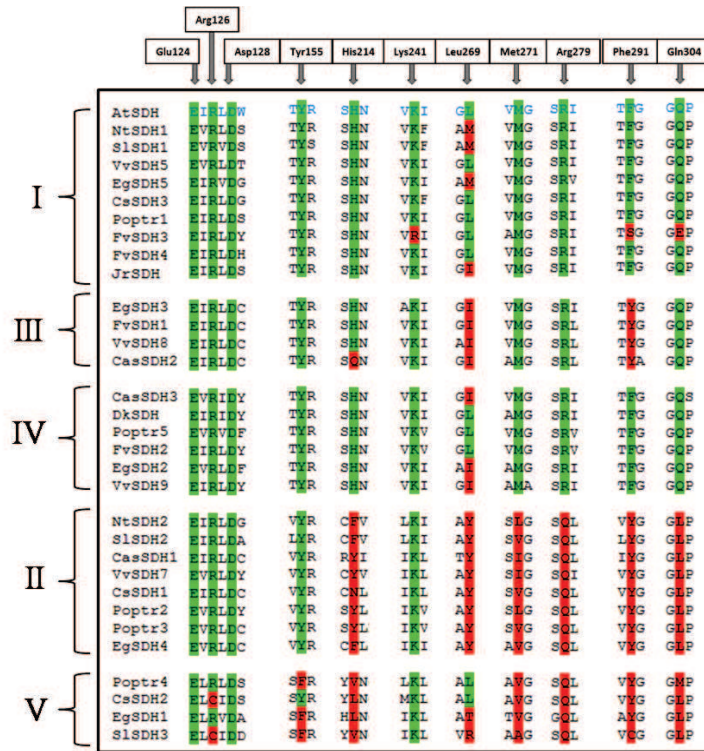 Arg126
Glu124 Asp128 Tyr155 His214 Lys241 Leu269 Met271 Arg279 Phe291 Gln304
I
AtSDH EIRLDW TYR SHN VKI GL VMG SRI TFG GQP
NtSDH1 EVRLDS TYR SHN VKF AM VMG SRI TFG GQP
SlSDH1 EVRVDS TYS SHN VKF AM VMG SRI TFG GQP
VvSDH5 EIRLDT TYR SHN VKI GL VMG SRI TFG GQP
EgSDH5 EIRVDG TYR SHN VKI AM VMG SRV TFG GQP
CsSDH3 EIRLDG TYR SHN VKF GL VMG SRI TFG GQP
Poptr1 EIRLDS TYR SHN VKI GL VMG SRI TFG GQP
FvSDH3 EIRLDY TYR SHN VRI GL AMG SRI TSG GEP
FvSDH4 EIRLDH TYR SHN VKI GL VMG SRI TFG GQP
JrSDH EIRLDS TYR SHN VKI GI VMG SRI TFG GQP
III
EgSDH3 EIRLDC TYR SHN AKI GI VMG SRI TYG GQP
FvSDH1 EIRLDC TYR SHN VKI GI VMG SRL TYG GQP
VvSDH8 EIRLDC TYR SHN VKI AI VMG SRL TYG GQP
CasSDH2 EIRLDC TYR SQN VKI GI AMG SRL TYA GQP
IV
CasSDH3 EVRIDY TYR SHN VKI GI VMG SRI TFG GQS
DkSDH EIRLDY TYR SHN VKI GL AMG SRI TFG GQP
Poptr5 EVRVDF TYR SHN VKV GL VMG SRV TFG GQP
FvSDH2 EIRLDY TYR SHN VKV GL VMG SRV TFG GQP
EgSDH2 EVRLDF TYR SHN VKI AI AMG SRI TFG GQP
VvSDH9 EIRLDY TYR SHN VKI GI AMA SRI TFG GQP
II
NtSDH2 EIRLDG VYR CFV LKI AY SLG SQL VYG GLP
SlSDH2 EIRLDA LYR CFV LKI AY SVG SQL LYG GLP
CasSDH1 EIRLDC VYR RYI IKL TY SIG SQL IYG GLP
VvSDH7 EVRLDY VYR CYV IKL AY SIG SQI VYG GLP
CsSDH1 EVRLDC VYR CNL IKL AY SVG SQL VYG GLP
Poptr2 EVRLDY VYR SYL IKV AY SLG SQL VYG GLP
Poptr3 EVRLDC VYR SYL IKV AY SVG SQL VYG GLP
EgSDH4 EVRLDC VYR CFL IKI AY SVG SQL VYG GLP
V
Poptr4 ELRLDS SFR YVN LKL AL AVG SQL VYG GMP
CsSDH2 ELCIDS SYR YLN MKL AL AVG SQL VYG GLP
EgSDH1 ELRVDA SFR HLN LKL AT TVG GQL AYG GLP
SlSDH3 ELCIDD SFR YVN LKL VR AAG SQL VCG GLP